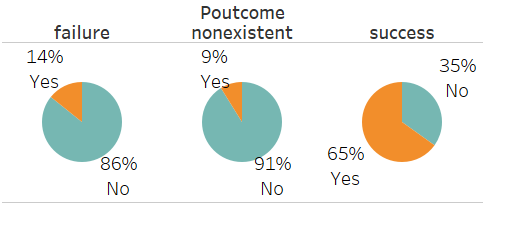 Poutcome
failure
nonexistent
success
14%
Yes
86%
No
9%
Yes
91%
No
35%
No
65%
Yes